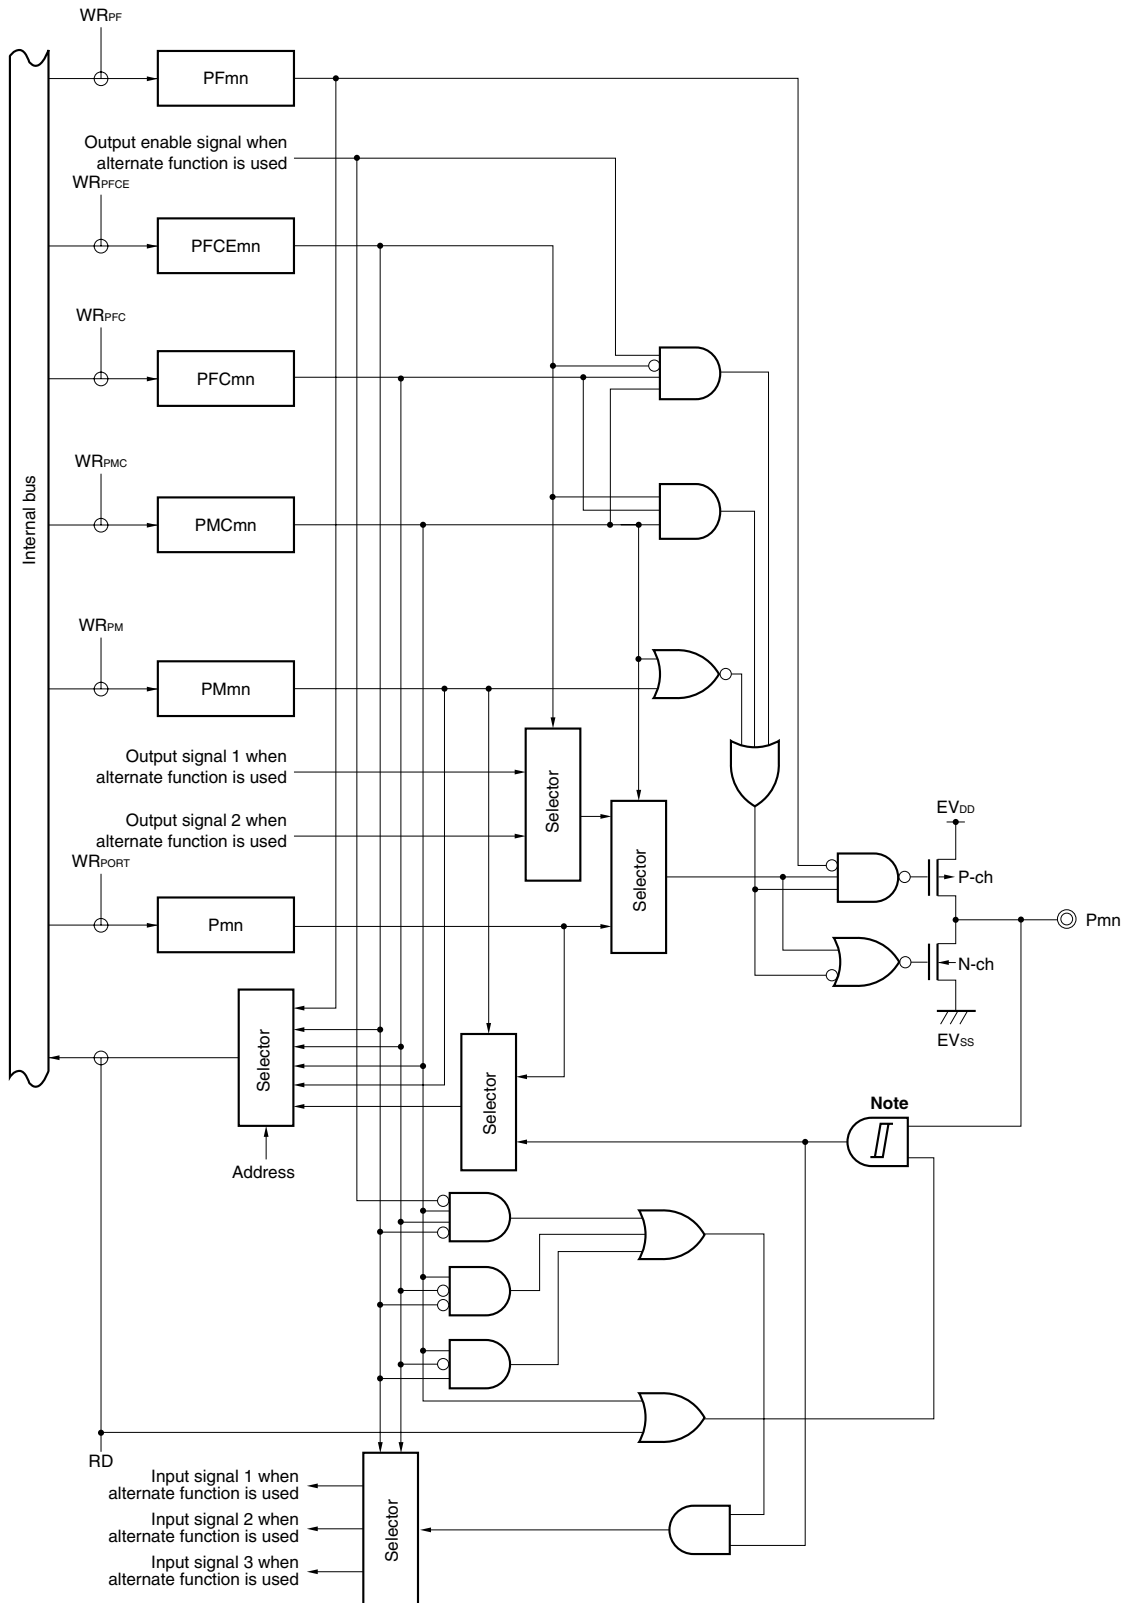 WRPF
PFmn
Output enable signal when
alternate function is used
WRPFCE
PFCEmn
WRPFC
PFCmn
WRPMC
PMCmn
Internal bus
WRPM
PMmn
Output signal 1 when
alternate function is used
Selector
Output signal 2 when
alternate function is used
Selector
EVDD
P-ch
WRPORT
Pmn
Pmn
N-ch
EVSS
Selector
Selector
Address
Note
RD
Input signal 1 when
alternate function is used
Input signal 2 when
alternate function is used
Input signal 3 when
alternate function is used
Selector